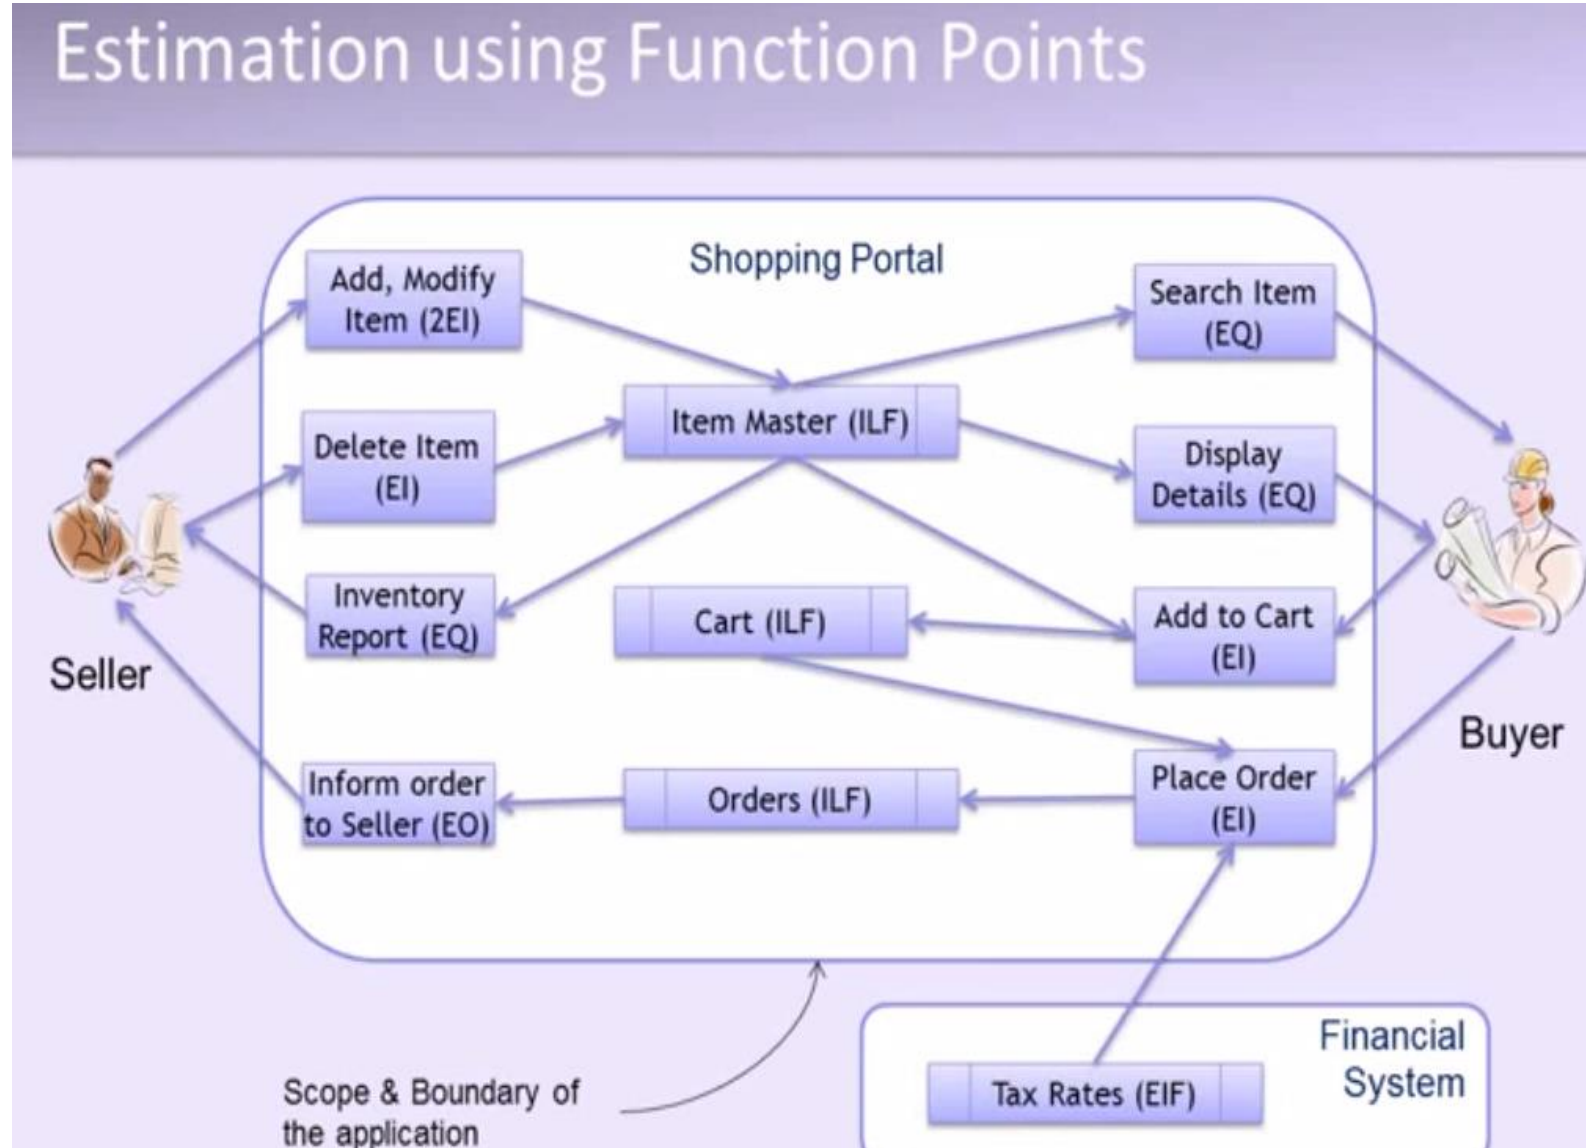 Estimation using Function Points
Shopping Portal
Add, Modify
Item (2EI)
Search Item
(EQ)
Item Master (ILF)
Delete Item
(EI)
Display
Details (EQ)
Inventory
Report (EQ)
Cart (ILF)
Add to Cart
(EI)
Seller
Buyer
Inform order
to Seller (EO)
Orders (ILF)
Place Order
(EI)
Financial
System
Tax Rates (EIF)
Scope & Boundary of
the application